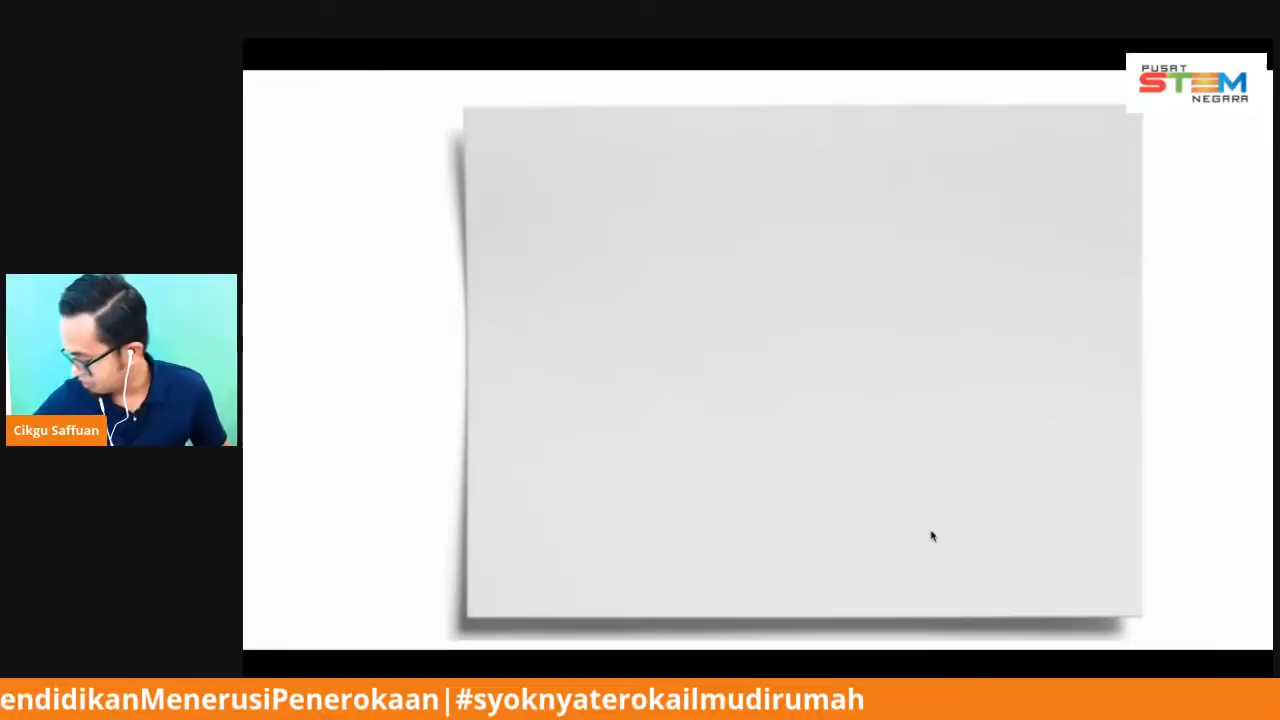 PUSAT
STEM
NEGARA
Cikgu Saffuan
endidikanMenerusiPenerokaan|#syoknyaterokailmudirumah